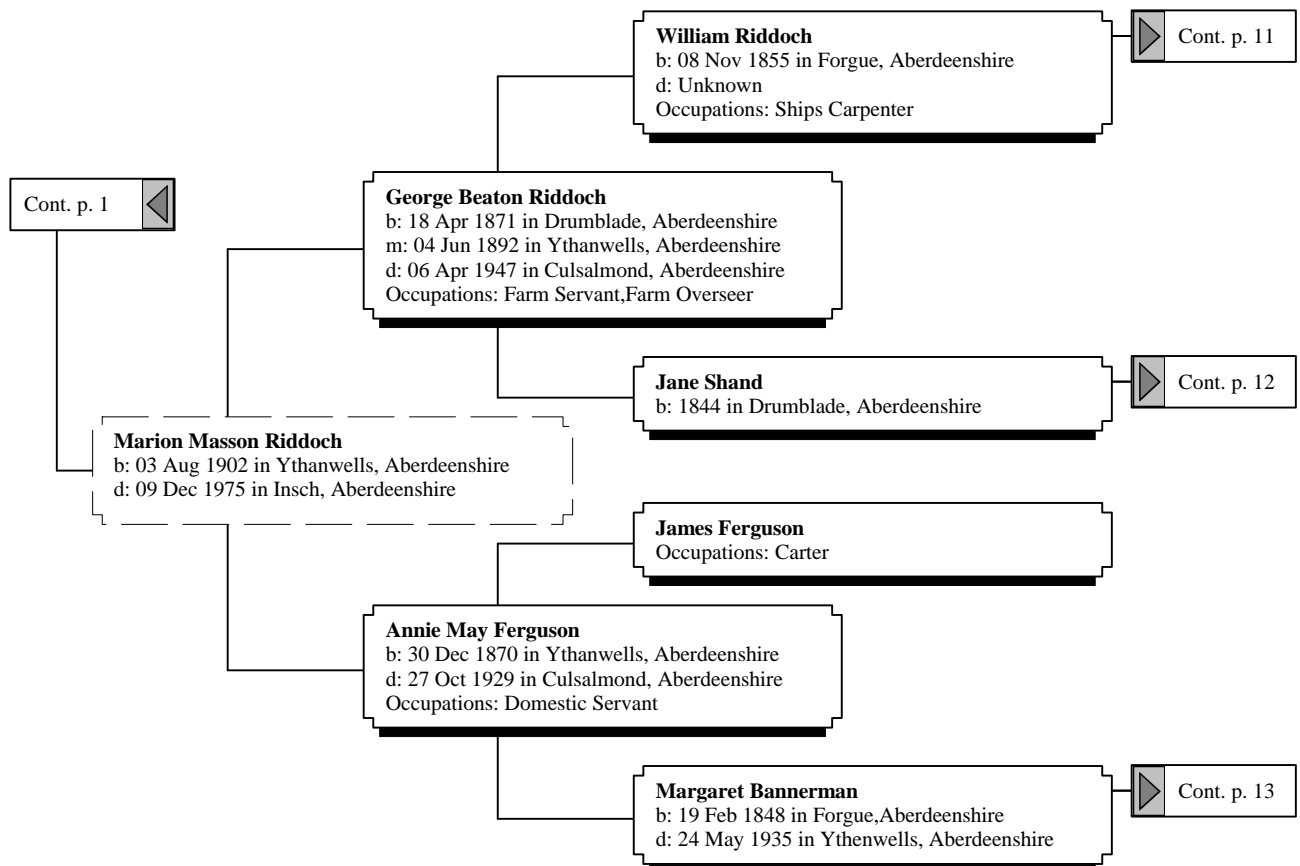 William Riddoch
b: 08 Nov 1855 in Forgue, Aberdeenshire
d: Unknown
Occupations: Ships Carpenter
Cont. p. 11
Cont. p. 1
George Beaton Riddoch
b: 18 Apr 1871 in Drumblade, Aberdeenshire
m: 04 Jun 1892 in Ythanwells, Aberdeenshire
d: 06 Apr 1947 in Culsalmond, Aberdeenshire
Occupations: Farm Servant,Farm Overseer
Jane Shand
b: 1844 in Drumblade, Aberdeenshire
Cont. p. 12
Marion Masson Riddoch
b: 03 Aug 1902 in Ythanwells, Aberdeenshire
d: 09 Dec 1975 in Insch, Aberdeenshire
James Ferguson
Occupations: Carter
Annie May Ferguson
b: 30 Dec 1870 in Ythanwells, Aberdeenshire
d: 27 Oct 1929 in Culsalmond, Aberdeenshire
Occupations: Domestic Servant
Margaret Bannerman
b: 19 Feb 1848 in Forgue,Aberdeenshire
d: 24 May 1935 in Ythenwells, Aberdeenshire
Cont. p. 13